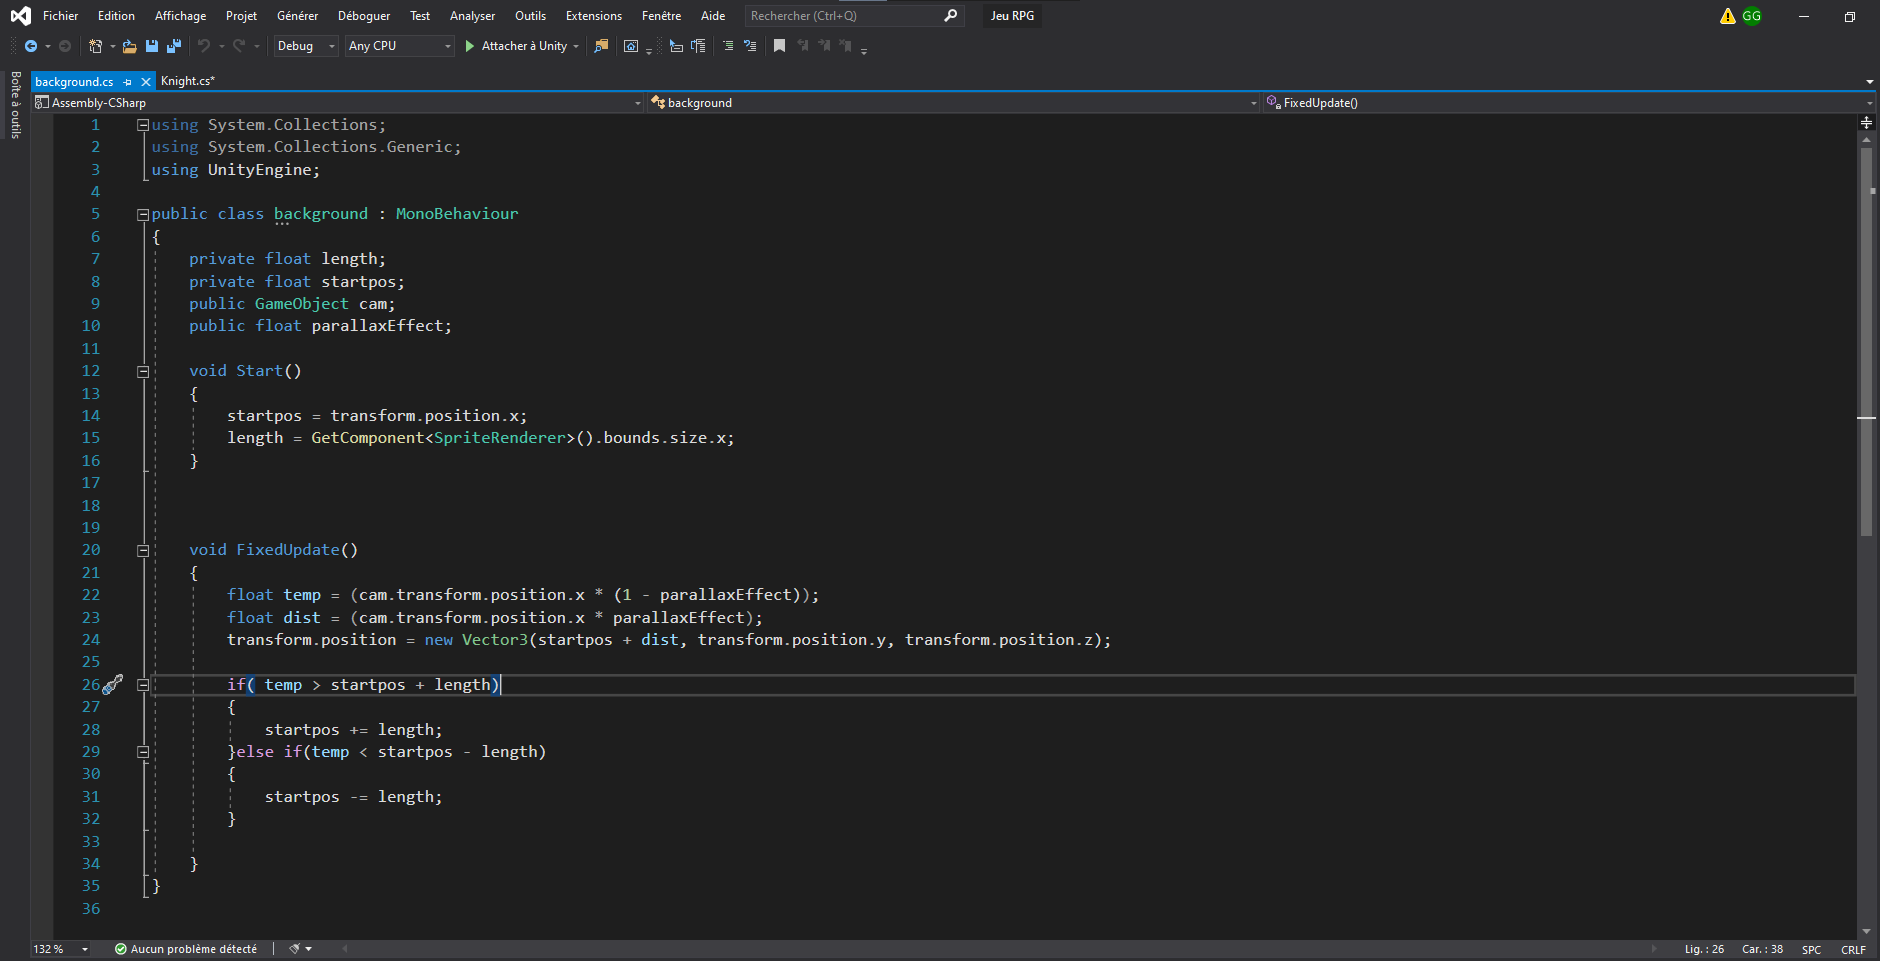 Fichier Edition Affichage Projet Générer Déboguer Test Analyser Outils Extensions Fenêtre Aide Rechercher (Ctrl+Q) Jeu RPG GG
Debug Any CPU Attacher à Unity
Boîte à outils
background.cs Knight.cs*
Assembly-CSharp background FixedUpdate()
1 using System.Collections;
2 using System.Collections.Generic;
3 using UnityEngine;
4
5 public class background : MonoBehaviour
6 {
7 private float length;
8 private float startpos;
9 public GameObject cam;
10 public float parallaxEffect;
11
12 void Start()
13 {
14 startpos = transform.position.x;
15 length = GetComponent<SpriteRenderer>().bounds.size.x;
16 }
17
18
19
20 void FixedUpdate()
21 {
22 float temp = (cam.transform.position.x * (1 - parallaxEffect));
23 float dist = (cam.transform.position.x * parallaxEffect);
24 transform.position = new Vector3(startpos + dist, transform.position.y, transform.position.z);
25
26 if( temp > startpos + length)
27 {
28 startpos += length;
29 }else if(temp < startpos - length)
30 {
31 startpos -= length;
32 }
33
34 }
35 }
36
132 % Aucun problème détecté Lig. : 26 Car. : 38 SPC CRLF